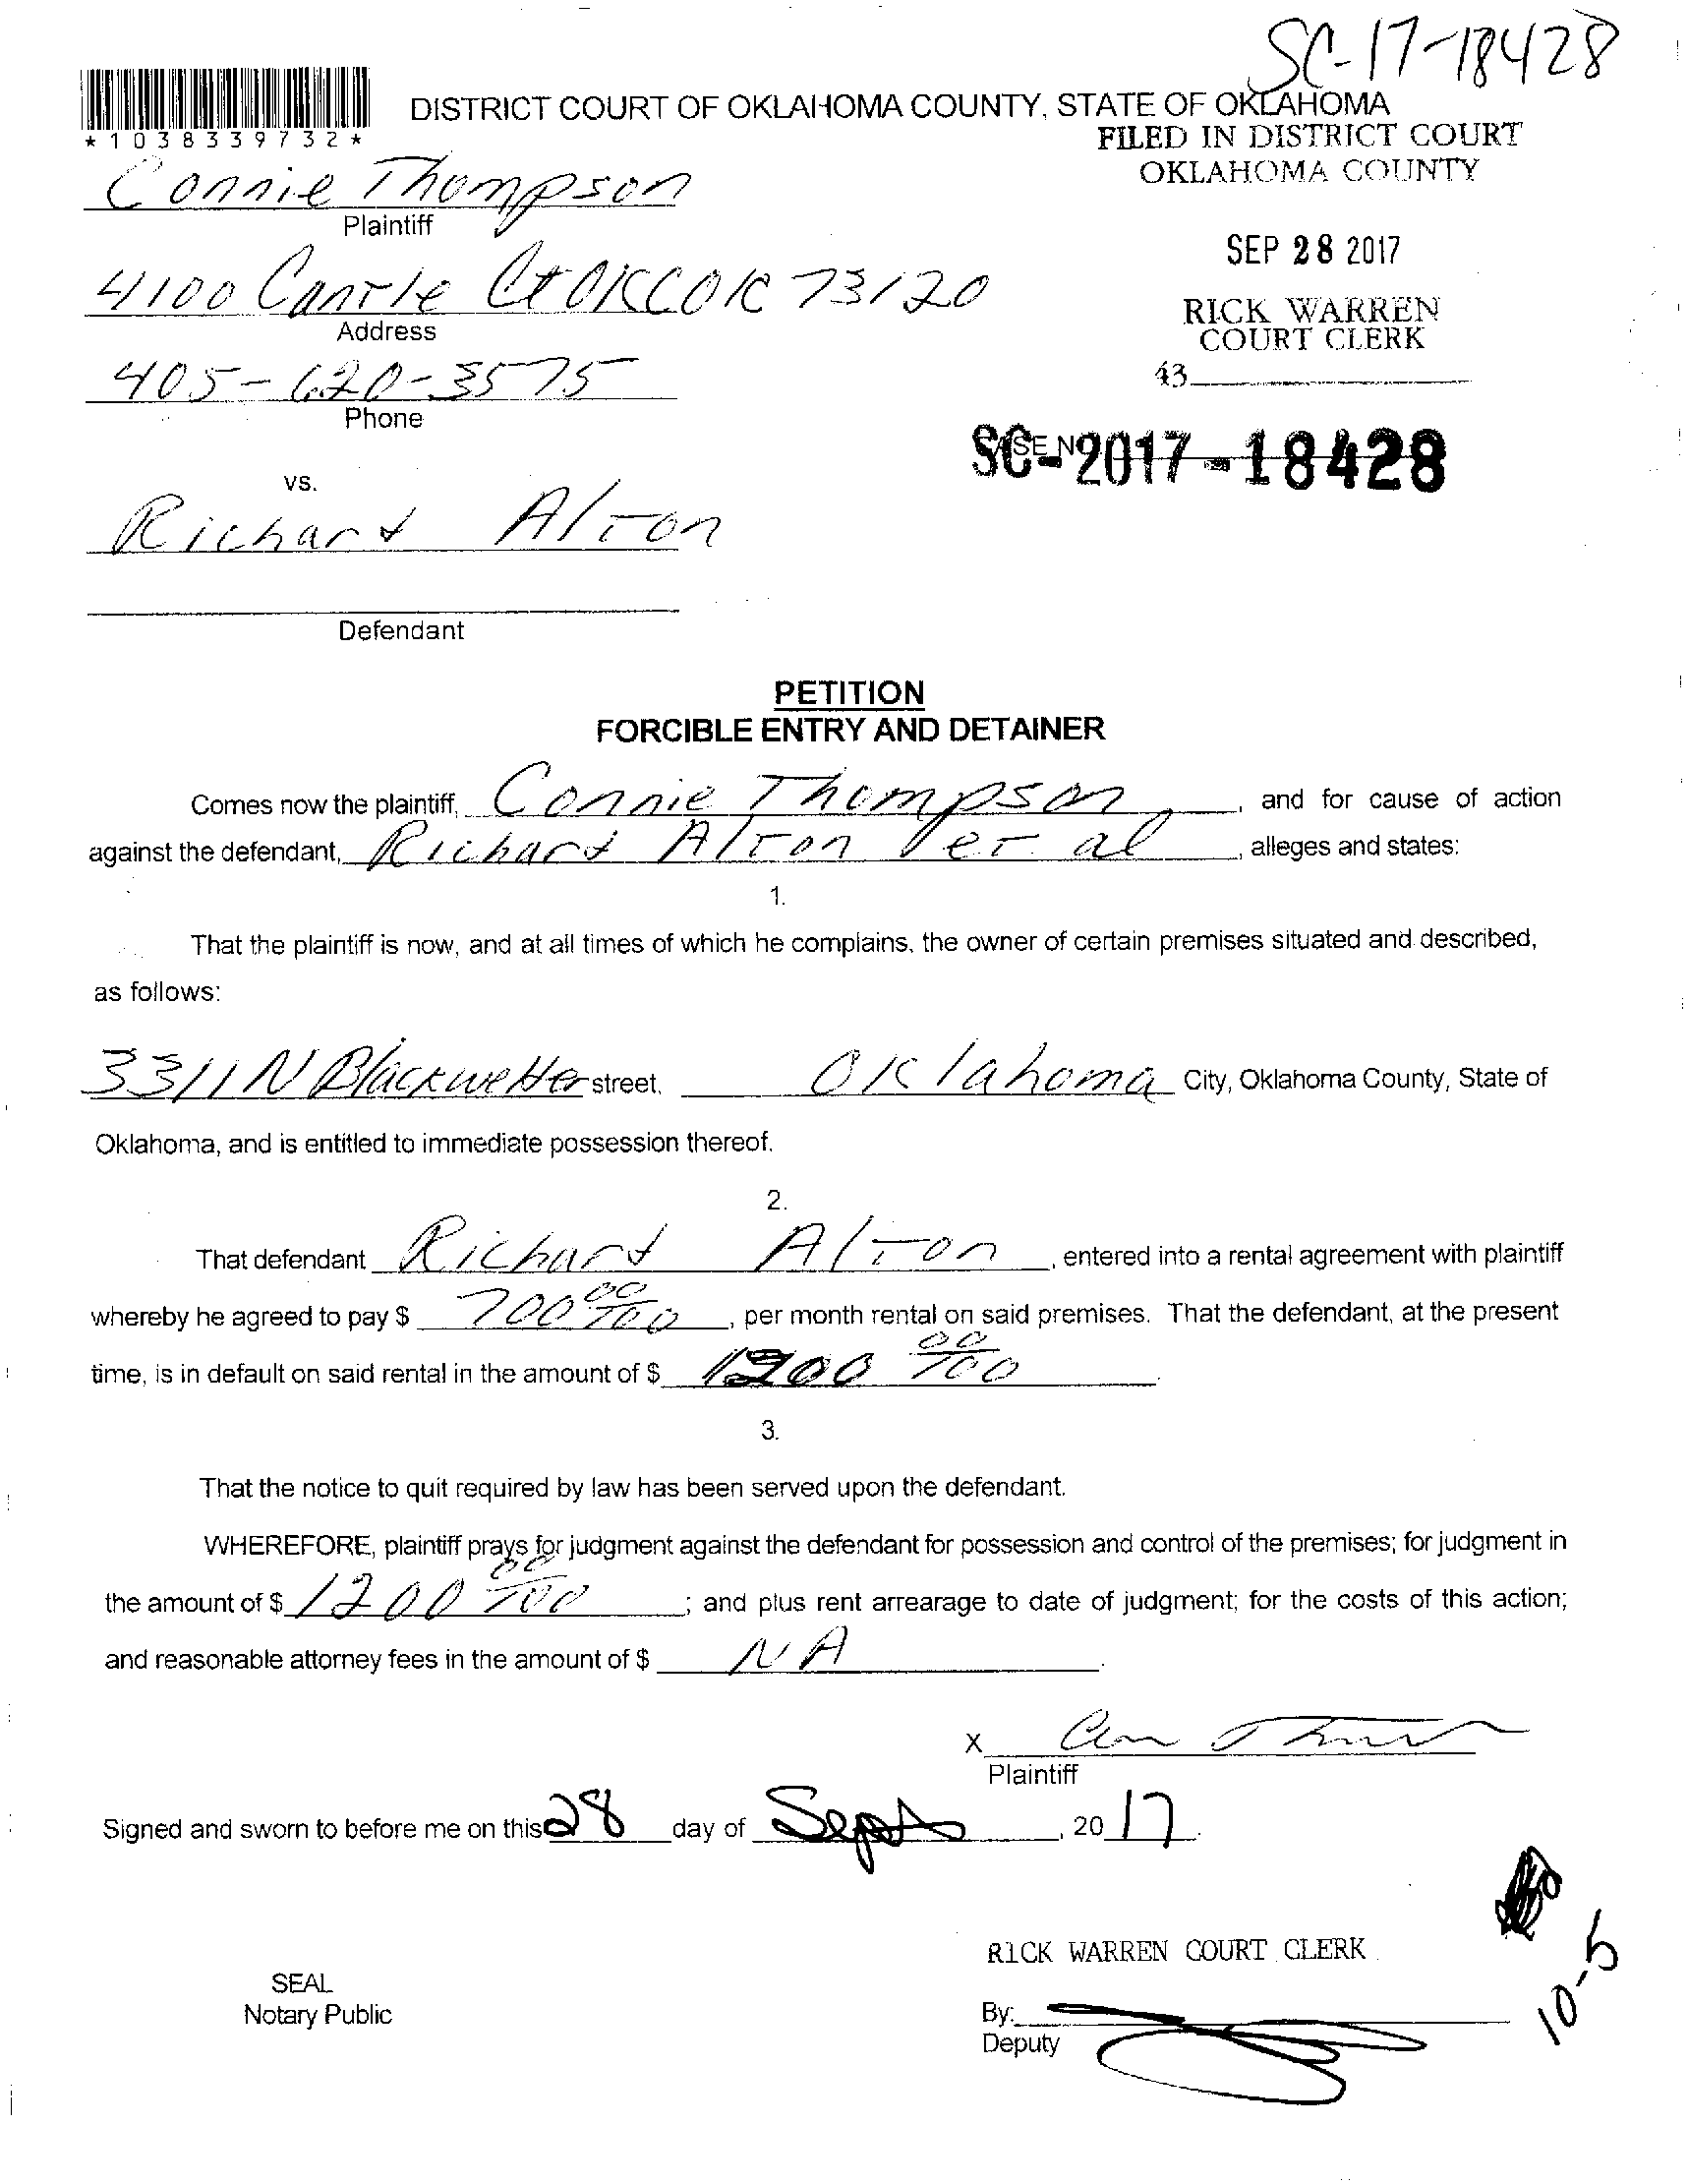 SC-17-18428
DISTRICT COURT OF OKLAHOMA COUNTY, STATE OF OKLAHOMA
*1038339732*
FILED IN DISTRICT COURT
OKLAHOMA COUNTY
Connie Thompson
Plaintiff
SEP 28 2017
4100 Cantle Ct OKC OK 73120
Address
RICK WARREN
COURT CLERK
405-620-3575
Phone
43
SC-2017-18428
vs.
Richard Alton
Defendant
PETITION
FORCIBLE ENTRY AND DETAINER
Comes now the plaintiff, Connie Thompson, and for cause of action
against the defendant, Richard Alton et al, alleges and states:
1.
That the plaintiff is now, and at all times of which he complains, the owner of certain premises situated and described,
as follows:
3311 N Blackwelder street, Oklahoma City, Oklahoma County, State of
Oklahoma, and is entitled to immediate possession thereof.
2.
That defendant Richard Alton, entered into a rental agreement with plaintiff
whereby he agreed to pay $ 700 00/100, per month rental on said premises. That the defendant, at the present
time, is in default on said rental in the amount of $ 1200 00/100.
3.
That the notice to quit required by law has been served upon the defendant.
WHEREFORE, plaintiff prays for judgment against the defendant for possession and control of the premises; for judgment in
the amount of $ 1200 00/100; and plus rent arrearage to date of judgment; for the costs of this action;
and reasonable attorney fees in the amount of $ NA.
X
Plaintiff
Signed and sworn to before me on this 28 day of Sept, 20 17.
RICK WARREN COURT CLERK
SEAL
Notary Public
By:
Deputy
10-5